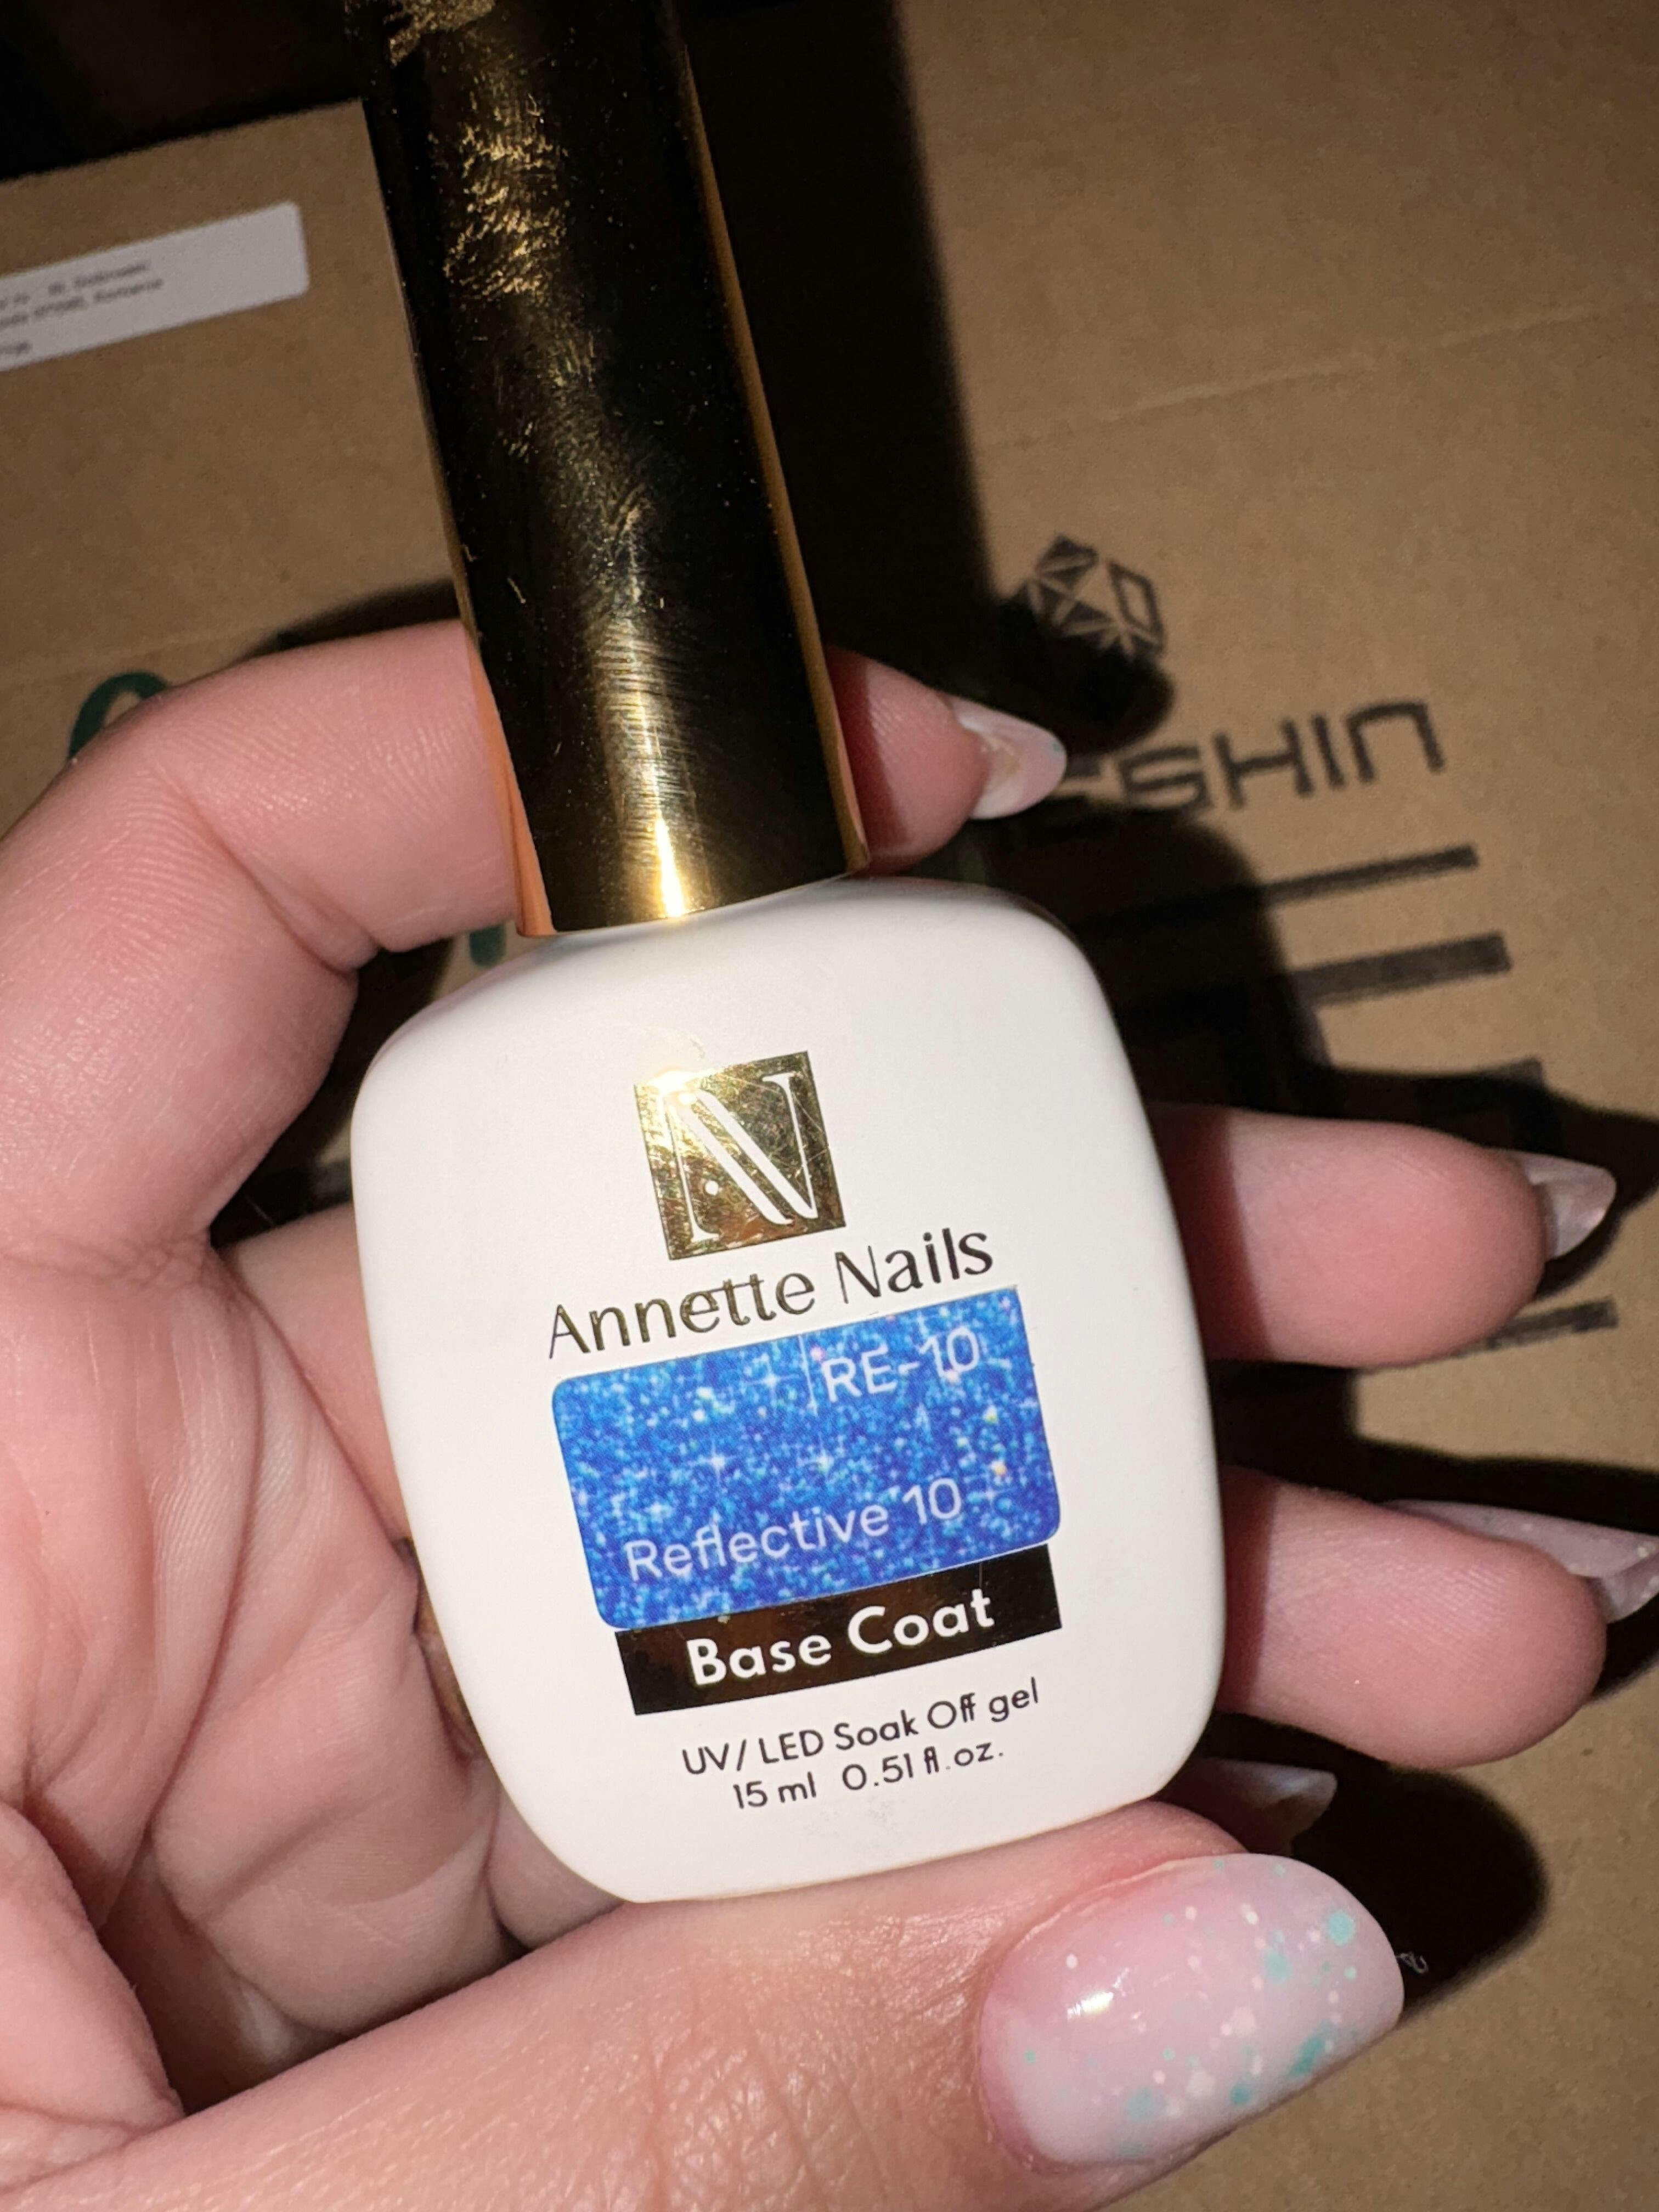 SHIN
N
Annette Nails
RE-10
Reflective 10
Base Coat
UV/LED Soak Off gel
15 ml 0.51 fl.oz.